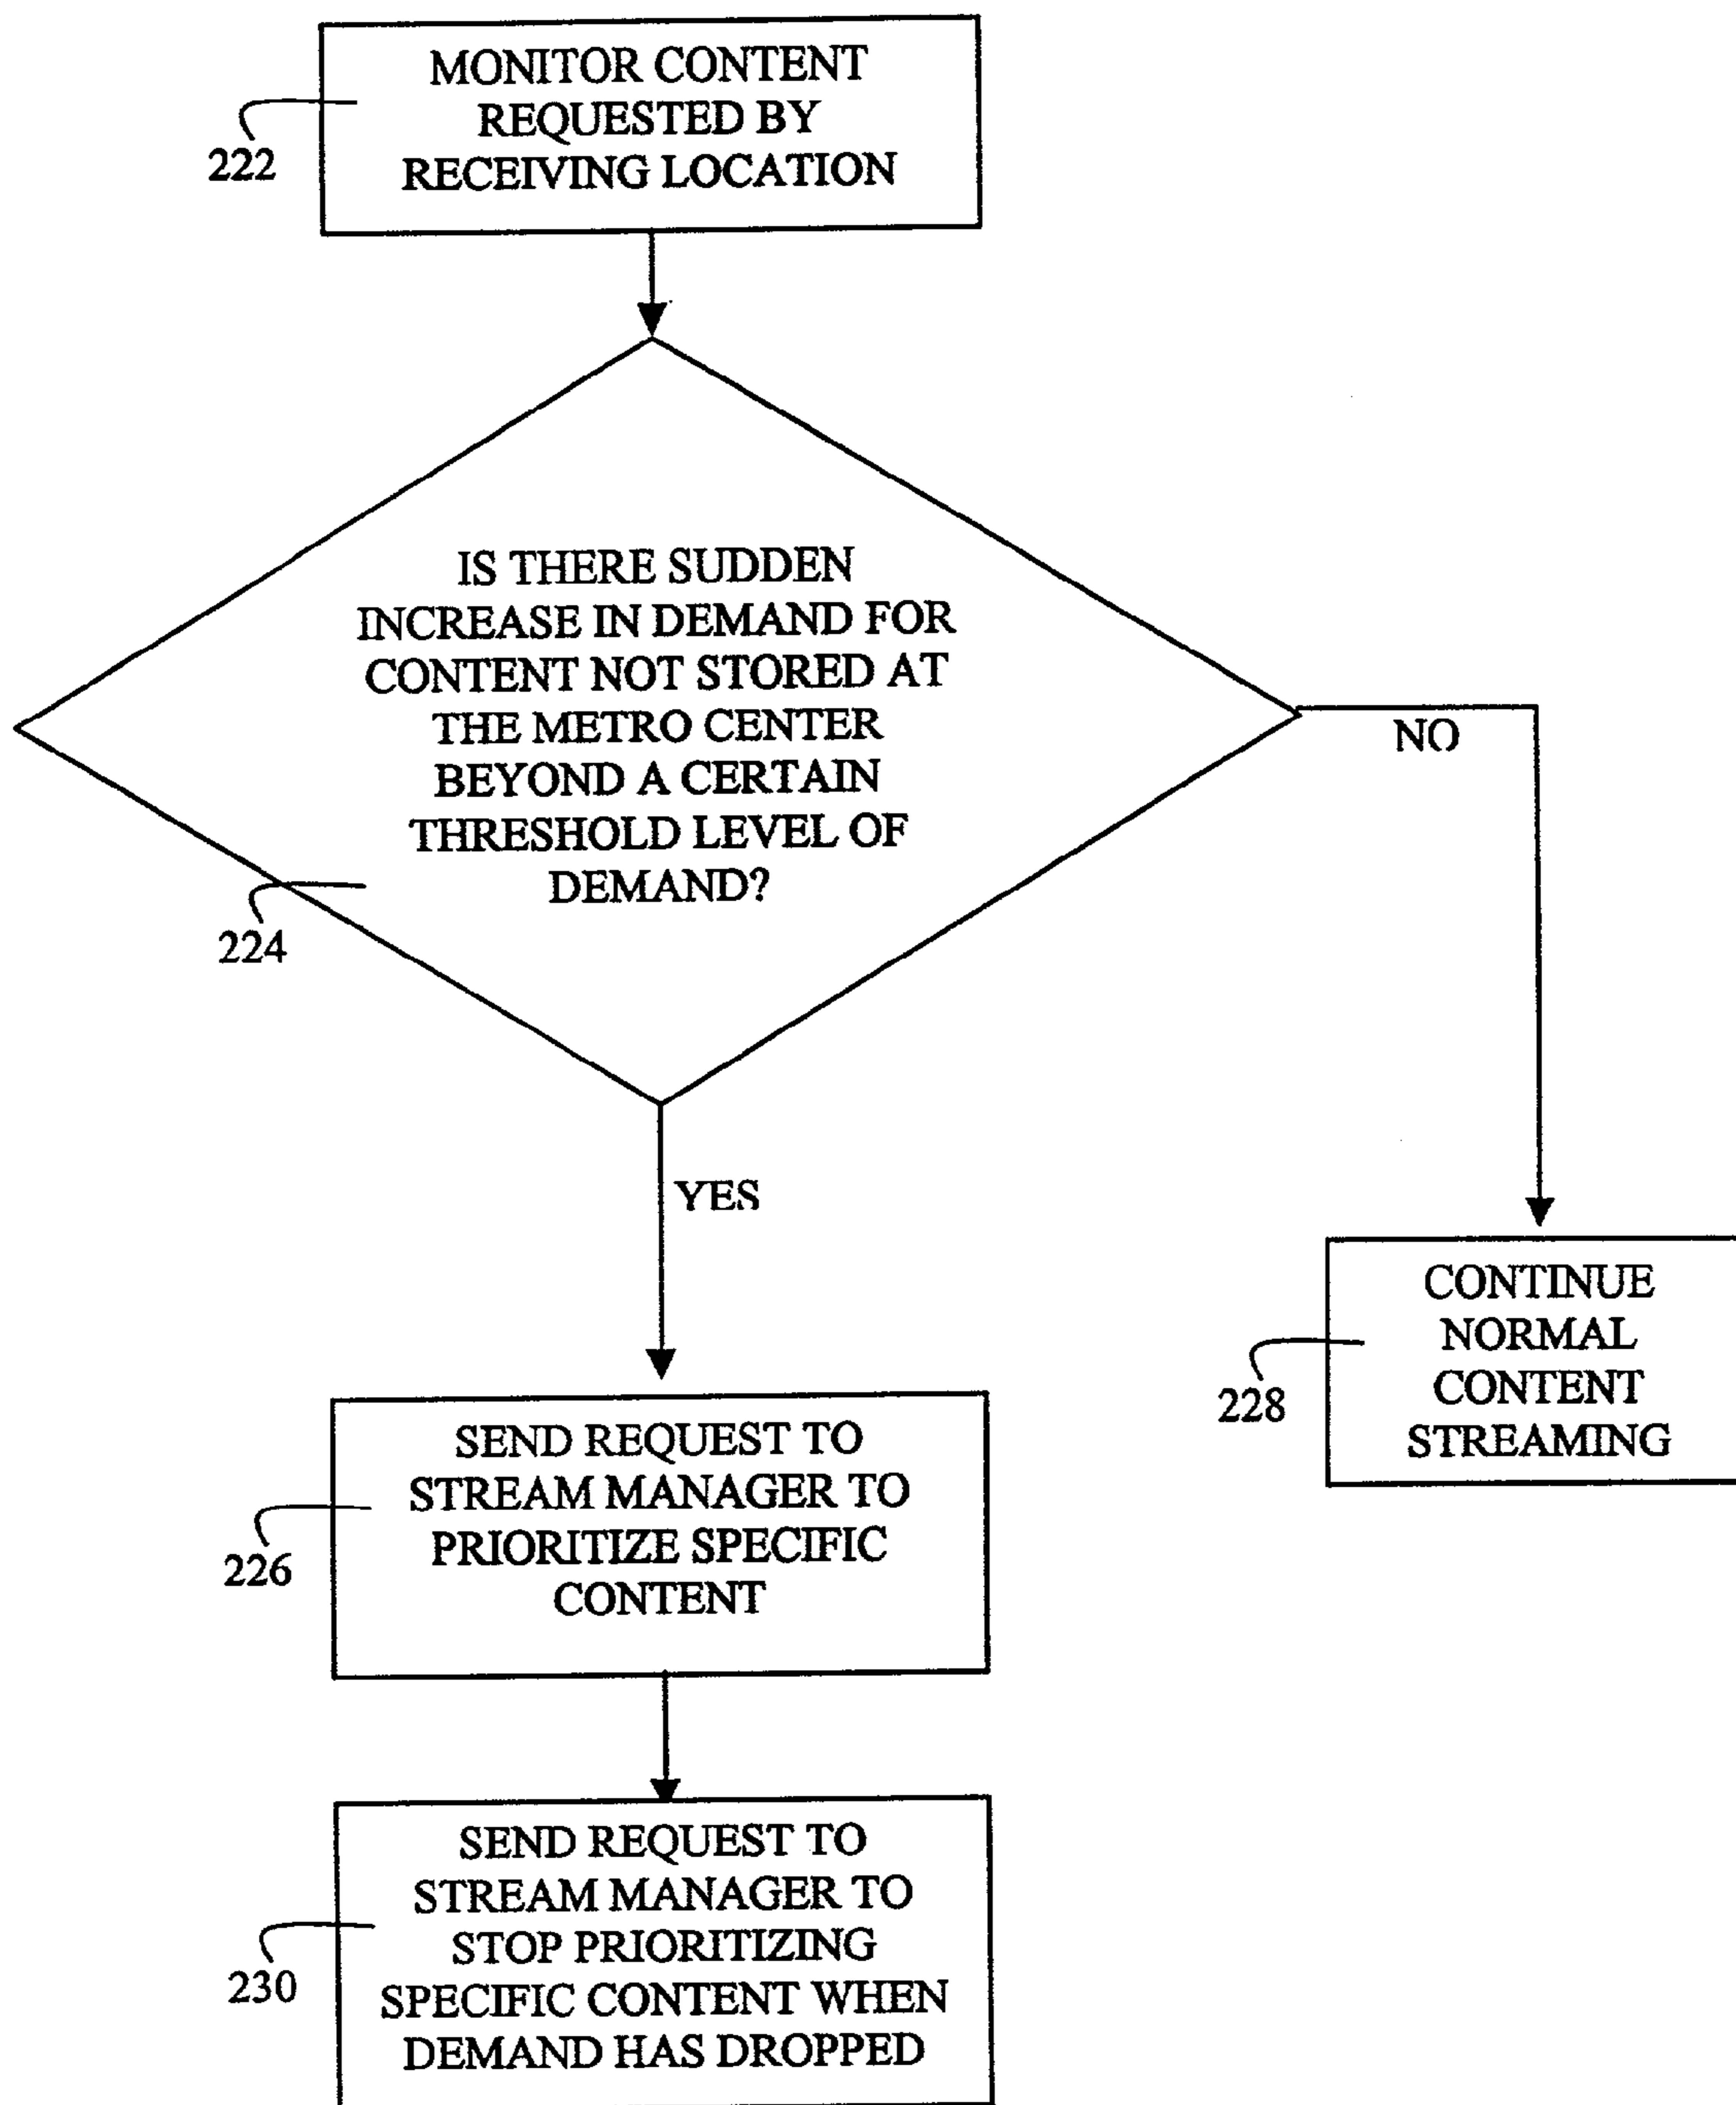 MONITOR CONTENT
REQUESTED BY
RECEIVING LOCATION
222
IS THERE SUDDEN
INCREASE IN DEMAND FOR
CONTENT NOT STORED AT
THE METRO CENTER
BEYOND A CERTAIN
THRESHOLD LEVEL OF
DEMAND?
224
NO
YES
CONTINUE
NORMAL
CONTENT
STREAMING
228
SEND REQUEST TO
STREAM MANAGER TO
PRIORITIZE SPECIFIC
CONTENT
226
SEND REQUEST TO
STREAM MANAGER TO
STOP PRIORITIZING
SPECIFIC CONTENT WHEN
DEMAND HAS DROPPED
230